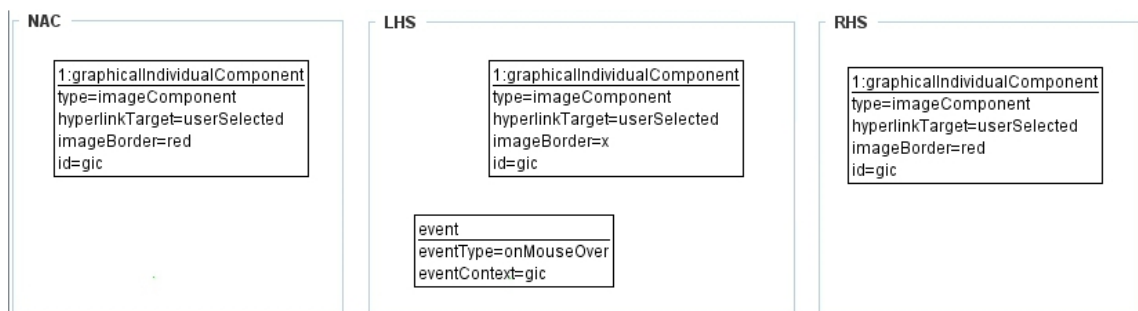 NAC
1:graphicalIndividualComponent
type=imageComponent
hyperlinkTarget=userSelected
imageBorder=red
id=gic
LHS
1:graphicalIndividualComponent
type=imageComponent
hyperlinkTarget=userSelected
imageBorder=x
id=gic
event
eventType=onMouseOver
eventContext=gic
RHS
1:graphicalIndividualComponent
type=imageComponent
hyperlinkTarget=userSelected
imageBorder=red
id=gic